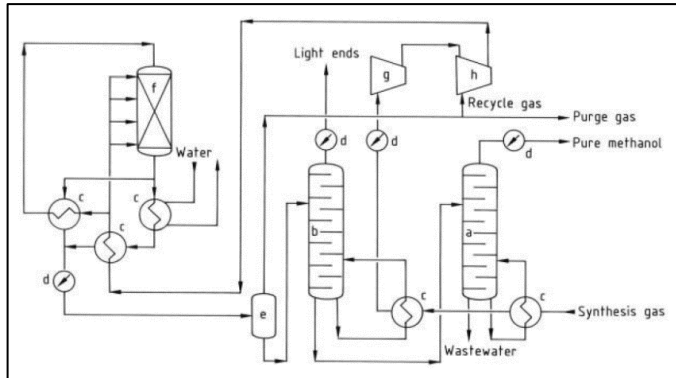 Light ends
g
h
f
Recycle gas
Purge gas
d
d
Pure methanol
d
Water
c
c
b
a
c
d
e
c
c
Synthesis gas
Wastewater